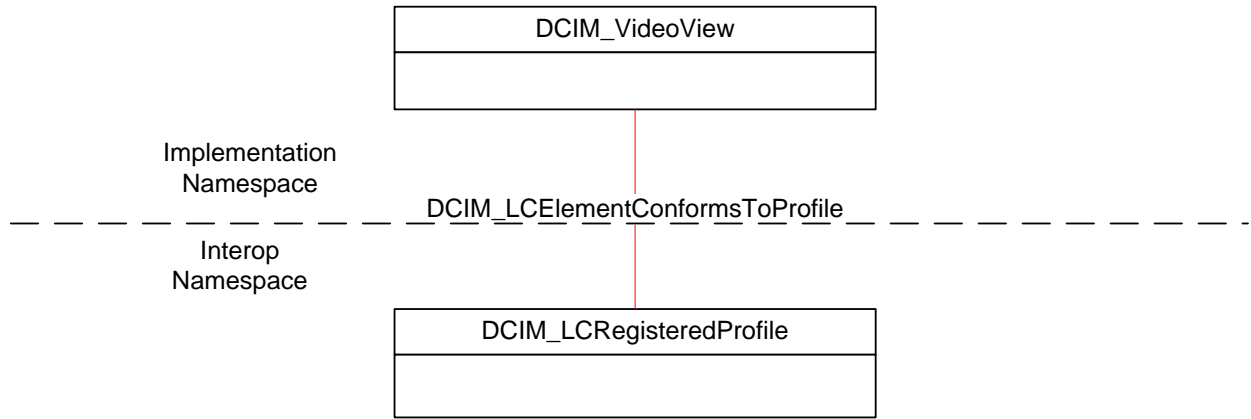 DCIM_VideoView
Implementation
Namespace
DCIM_LCElementConformsToProfile
Interop
Namespace
DCIM_LCRegisteredProfile